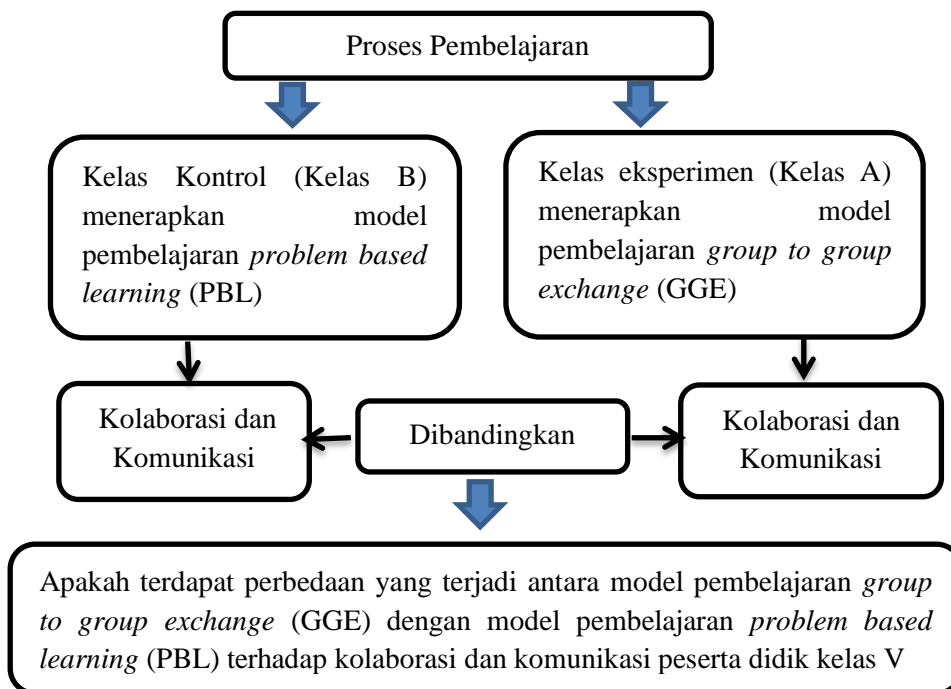 Proses Pembelajaran
Kelas Kontrol (Kelas B)
menerapkan model
pembelajaran problem based
learning (PBL)
Kelas eksperimen (Kelas A)
menerapkan model
pembelajaran group to group
exchange (GGE)
Kolaborasi dan
Komunikasi
Dibandingkan
Kolaborasi dan
Komunikasi
Apakah terdapat perbedaan yang terjadi antara model pembelajaran group
to group exchange (GGE) dengan model pembelajaran problem based
learning (PBL) terhadap kolaborasi dan komunikasi peserta didik kelas V